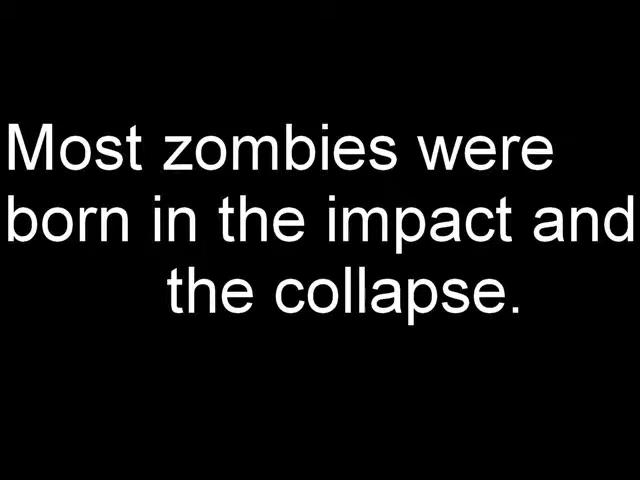 Most zombies were
born in the impact and
the collapse.